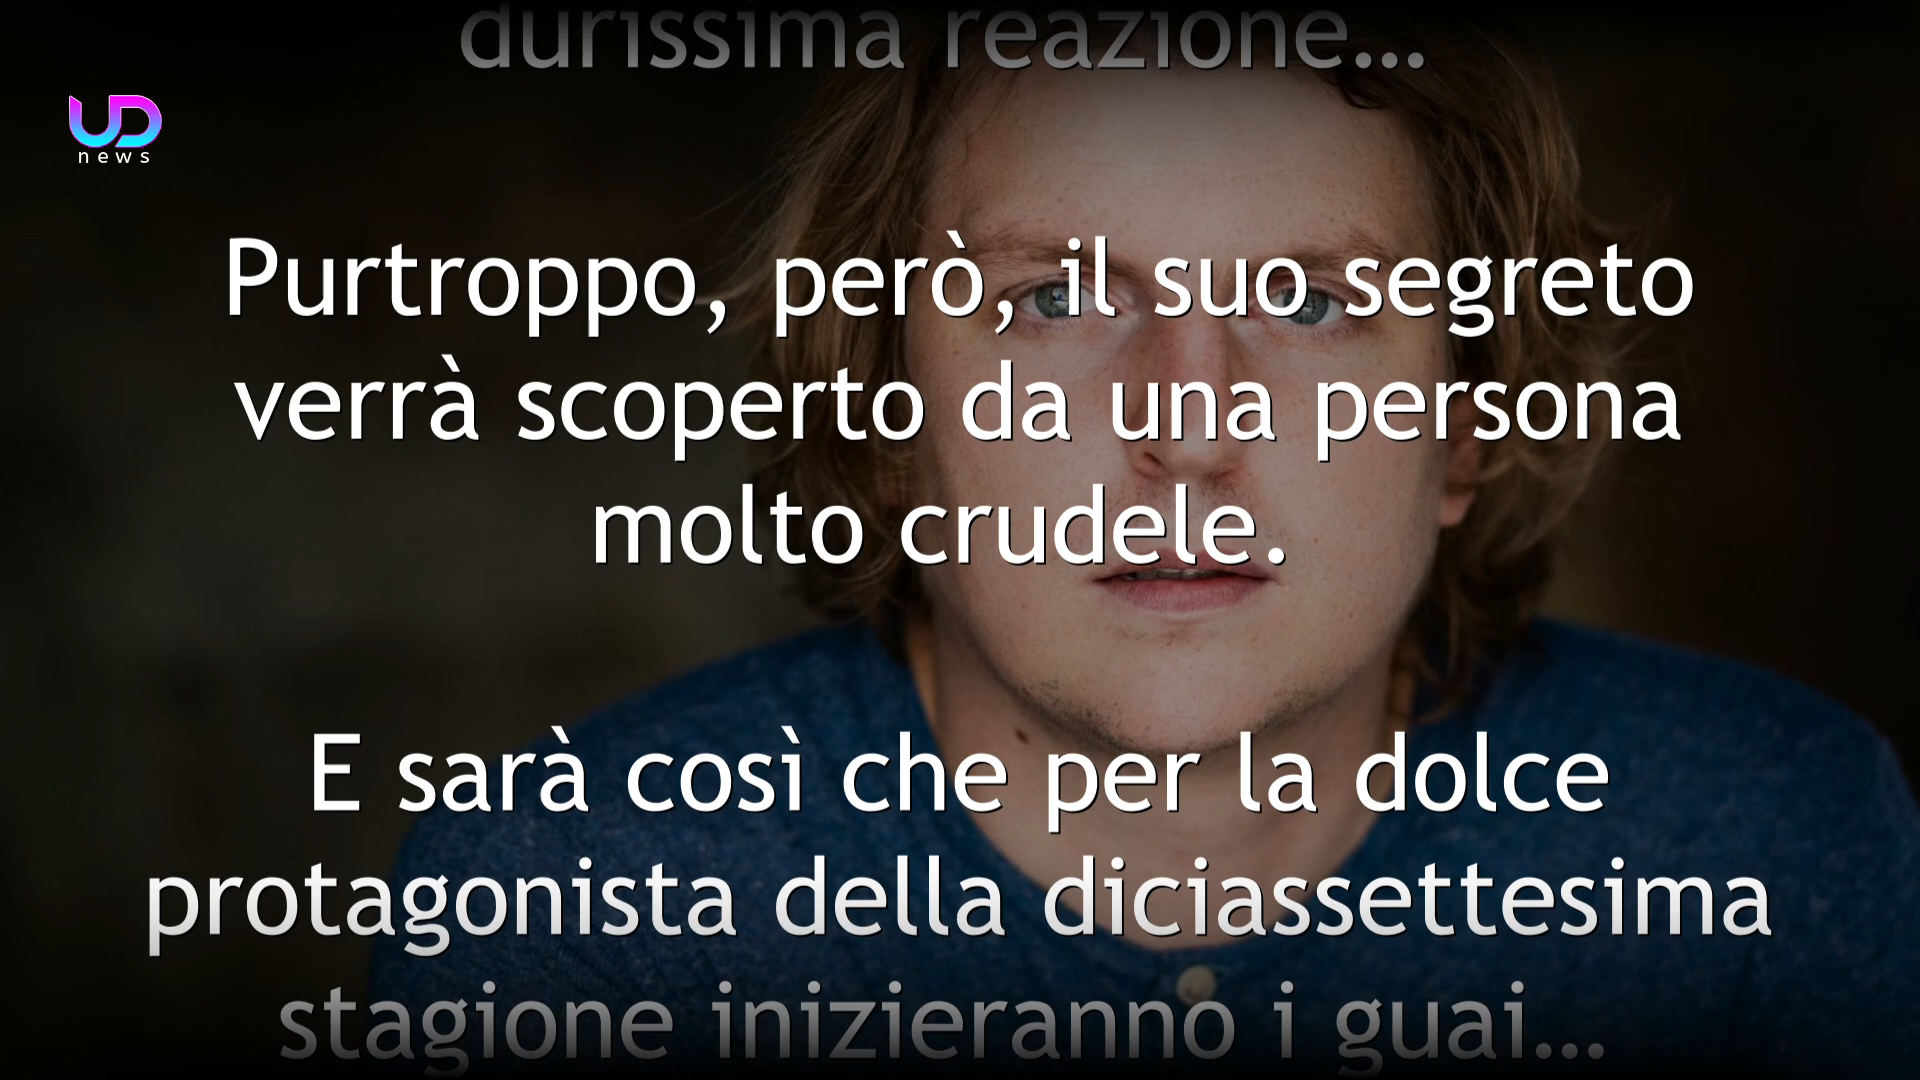 durissima reazione...
UD
news
Purtroppo, però, il suo segreto
verrà scoperto da una persona
molto crudele.
E sarà così che per la dolce
protagonista della diciassettesima
stagione inizieranno i guai...